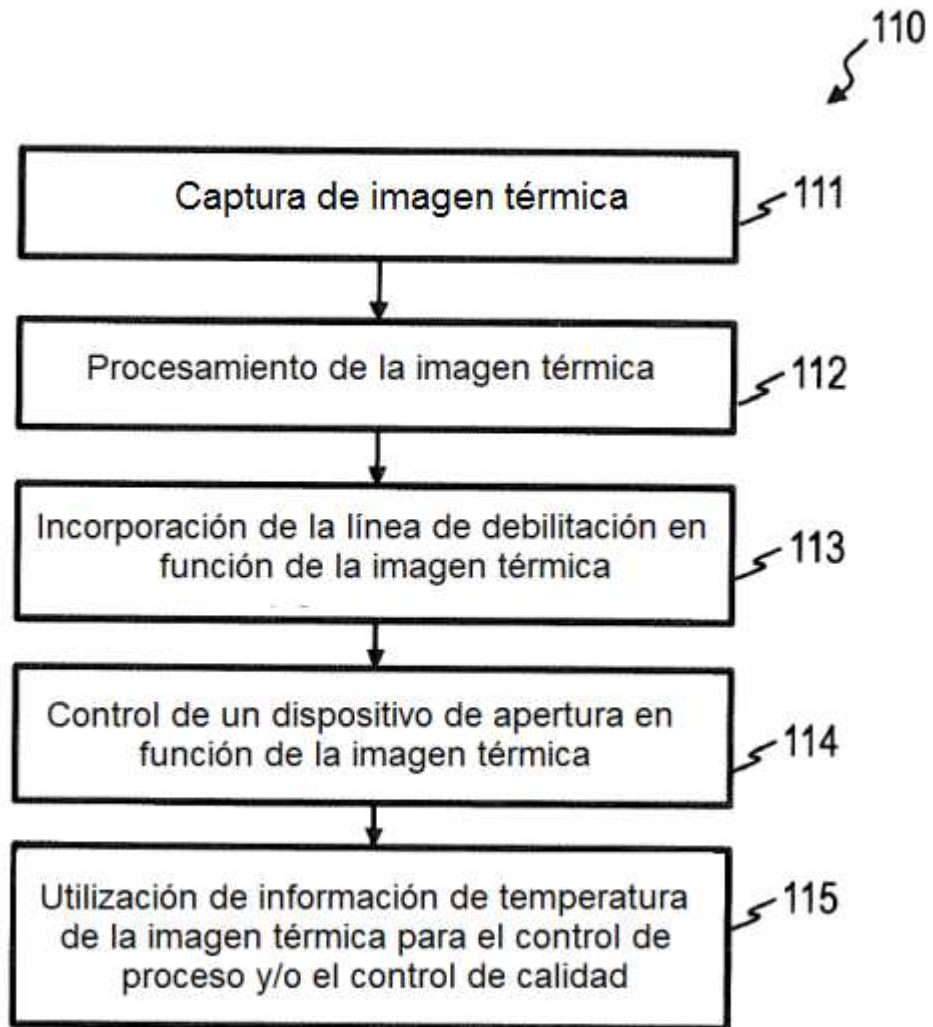 110
Captura de imagen térmica
111
Procesamiento de la imagen térmica
112
Incorporación de la línea de debilitación en
función de la imagen térmica
113
Control de un dispositivo de apertura en
función de la imagen térmica
114
Utilización de información de temperatura
de la imagen térmica para el control de
proceso y/o el control de calidad
115